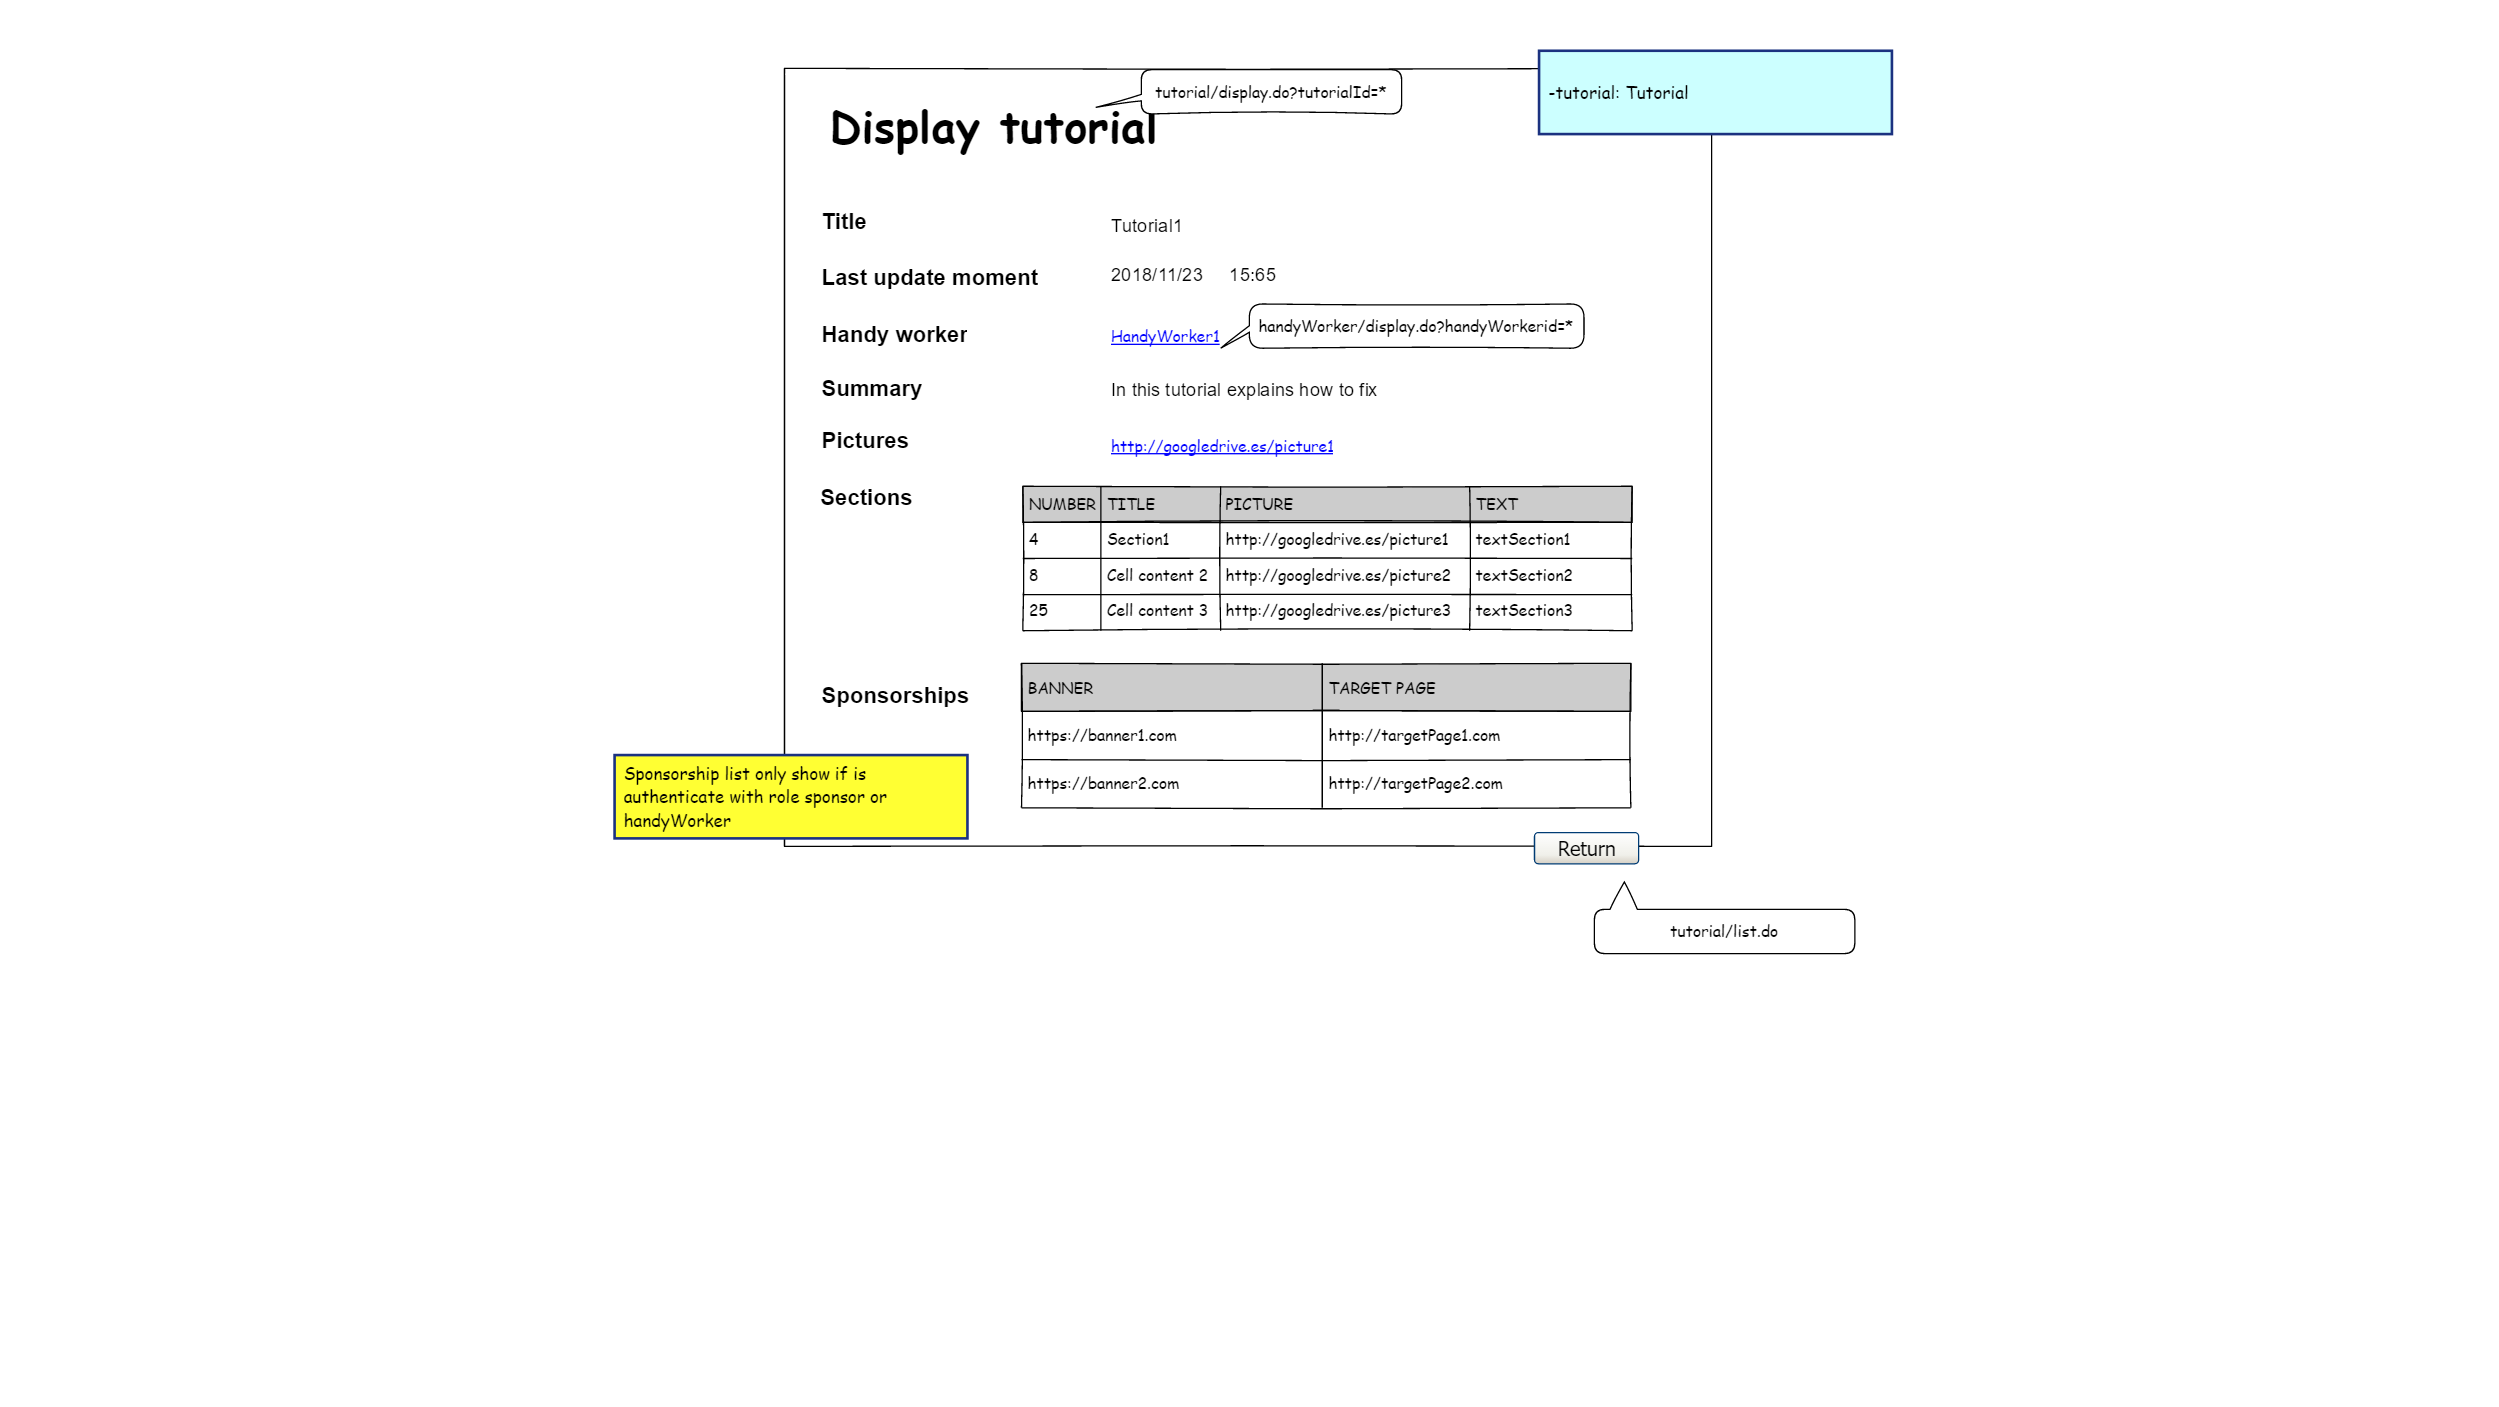 tutorial/display.do?tutorialId=*
-tutorial: Tutorial
Display tutorial
Title
Tutorial1
Last update moment
2018/11/23 15:65
Handy worker
HandyWorker1
handyWorker/display.do?handyWorkerid=*
Summary
In this tutorial explains how to fix
Pictures
http://googledrive.es/picture1
Sections
NUMBER TITLE PICTURE TEXT
4 Section1 http://googledrive.es/picture1 textSection1
8 Cell content 2 http://googledrive.es/picture2 textSection2
25 Cell content 3 http://googledrive.es/picture3 textSection3
Sponsorships
BANNER TARGET PAGE
https://banner1.com http://targetPage1.com
https://banner2.com http://targetPage2.com
Sponsorship list only show if is
authenticate with role sponsor or
handyWorker
Return
tutorial/list.do